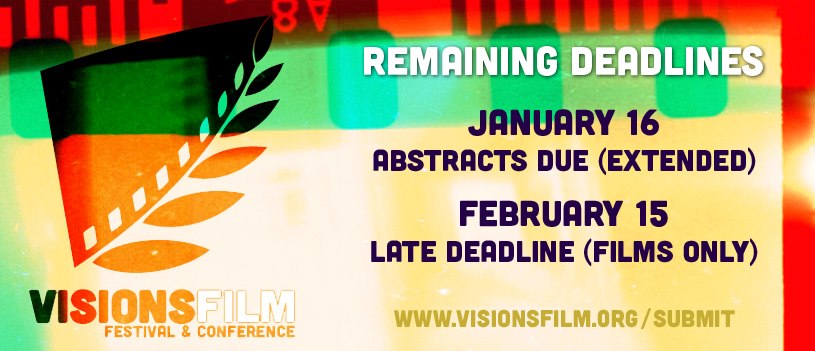 8A
REMAINING DEADLINES
JANUARY 16
ABSTRACTS DUE (EXTENDED)
FEBRUARY 15
LATE DEADLINE (FILMS ONLY)
VISIONSFILM
FESTIVAL & CONFERENCE
WWW.VISIONSFILM.ORG/SUBMIT